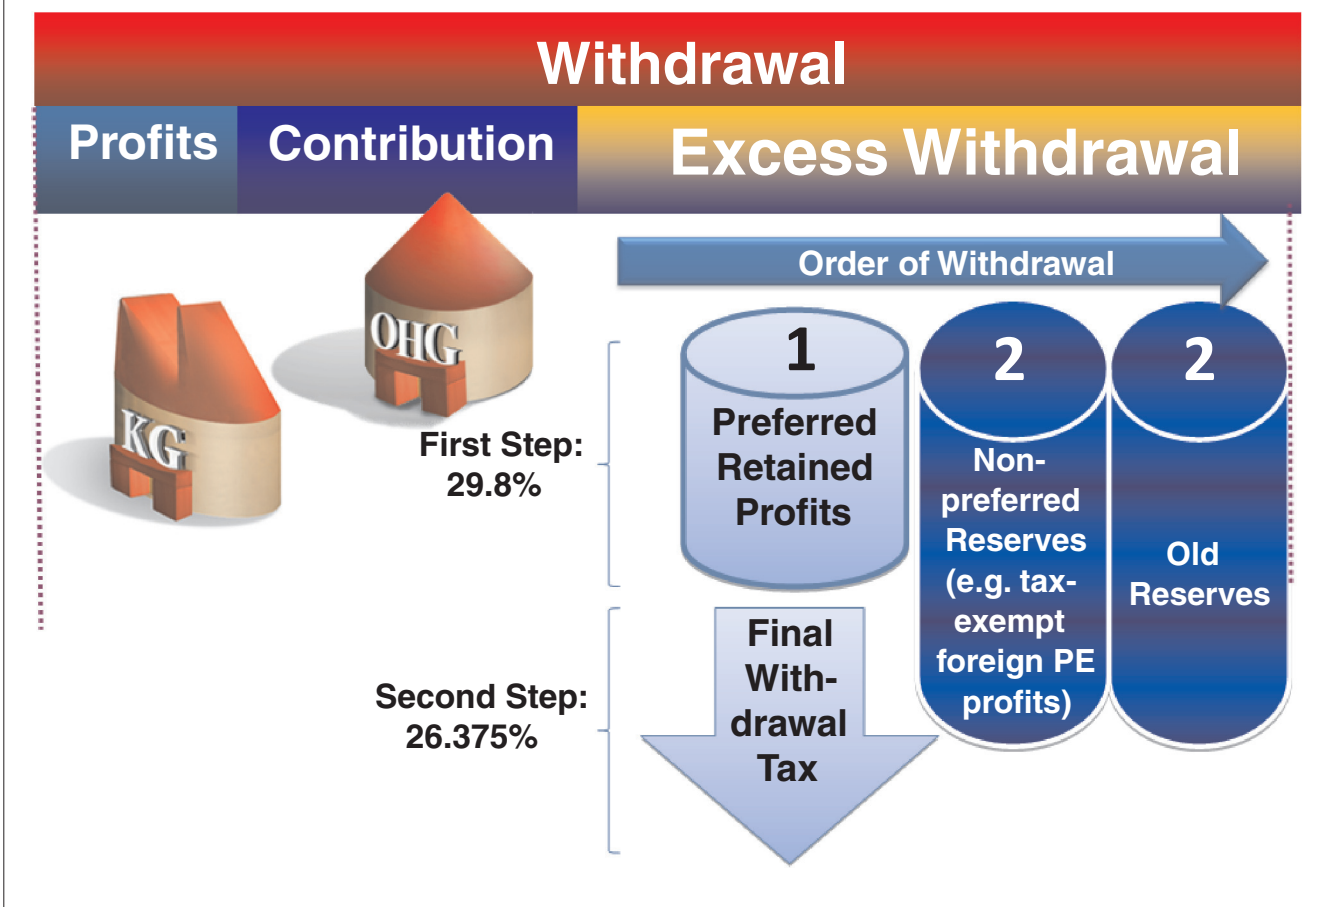 Withdrawal
Profits
Contribution
Excess Withdrawal
Order of Withdrawal
KG
OHG
First Step:
29.8%
1
Preferred
Retained
Profits
2
Non-
preferred
Reserves
(e.g. tax-
exempt
foreign PE
profits)
2
Old
Reserves
Second Step:
26.375%
Final
With-
drawal
Tax